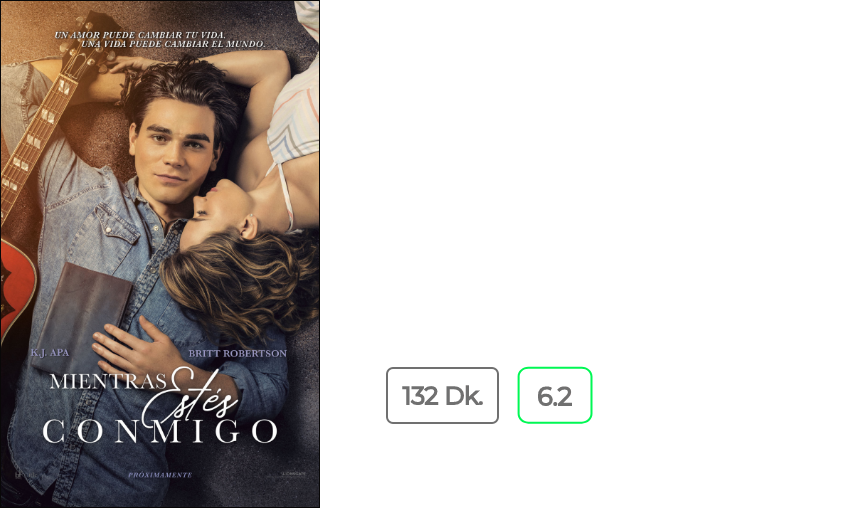 UN AMOR PUEDE CAMBIAR TU VIDA.
UNA VIDA PUEDE CAMBIAR EL MUNDO.
K.J. APA
BRITT ROBERTSON
MIENTRAS Estés
CONMIGO
PRÓXIMAMENTE
132 Dk.
6.2